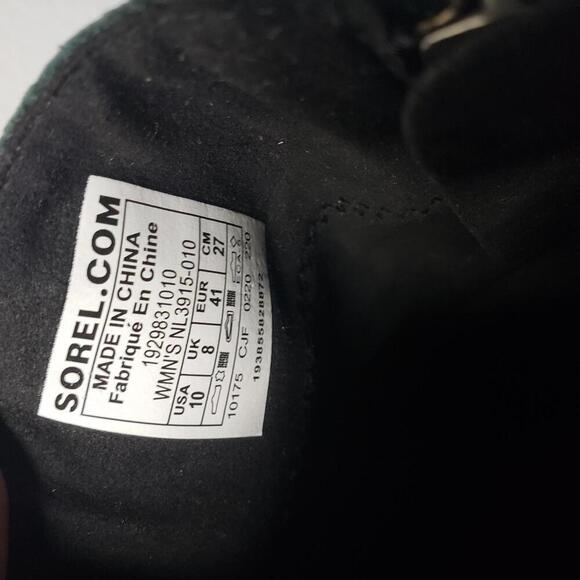 SOREL.COM
MADE IN CHINA
Fabriqué En Chine
1929831010
WMN'S NL3915-010
USA UK EUR CM
10 8 41 27
10175 CJF 0220 220
193855828872